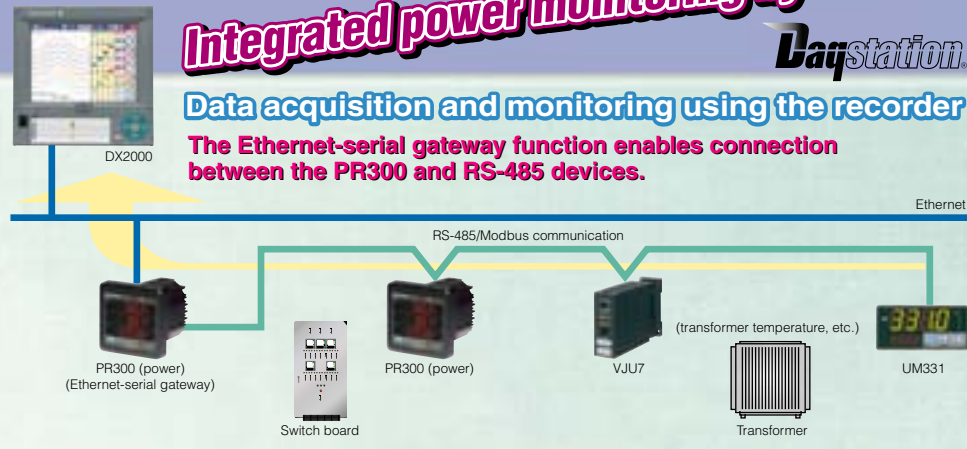 Integrated power monitoring
Daqstation®
Data acquisition and monitoring using the recorder
The Ethernet-serial gateway function enables connection
between the PR300 and RS-485 devices.
DX2000
Ethernet
RS-485/Modbus communication
(transformer temperature, etc.)
3310
PR300 (power)
(Ethernet-serial gateway)
PR300 (power)
VJU7
UM331
Switch board
Transformer